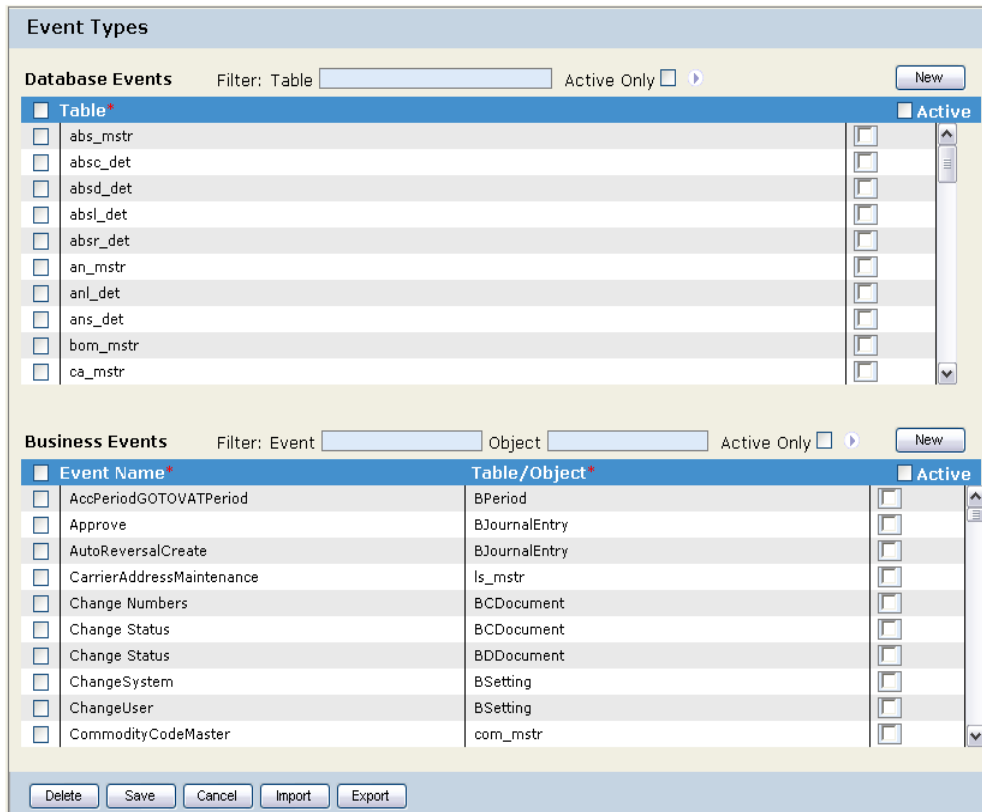 Event Types
Database Events Filter: Table Active Only New
Table* Active
abs_mstr
absc_det
absd_det
absl_det
absr_det
an_mstr
anl_det
ans_det
bom_mstr
ca_mstr
Business Events Filter: Event Object Active Only New
Event Name* Table/Object* Active
AccPeriodGOTOVATPeriod BPeriod
Approve BJournalEntry
AutoReversalCreate BJournalEntry
CarrierAddressMaintenance ls_mstr
Change Numbers BCDocument
Change Status BCDocument
Change Status BDDocument
ChangeSystem BSetting
ChangeUser BSetting
CommodityCodeMaster com_mstr
Delete Save Cancel Import Export